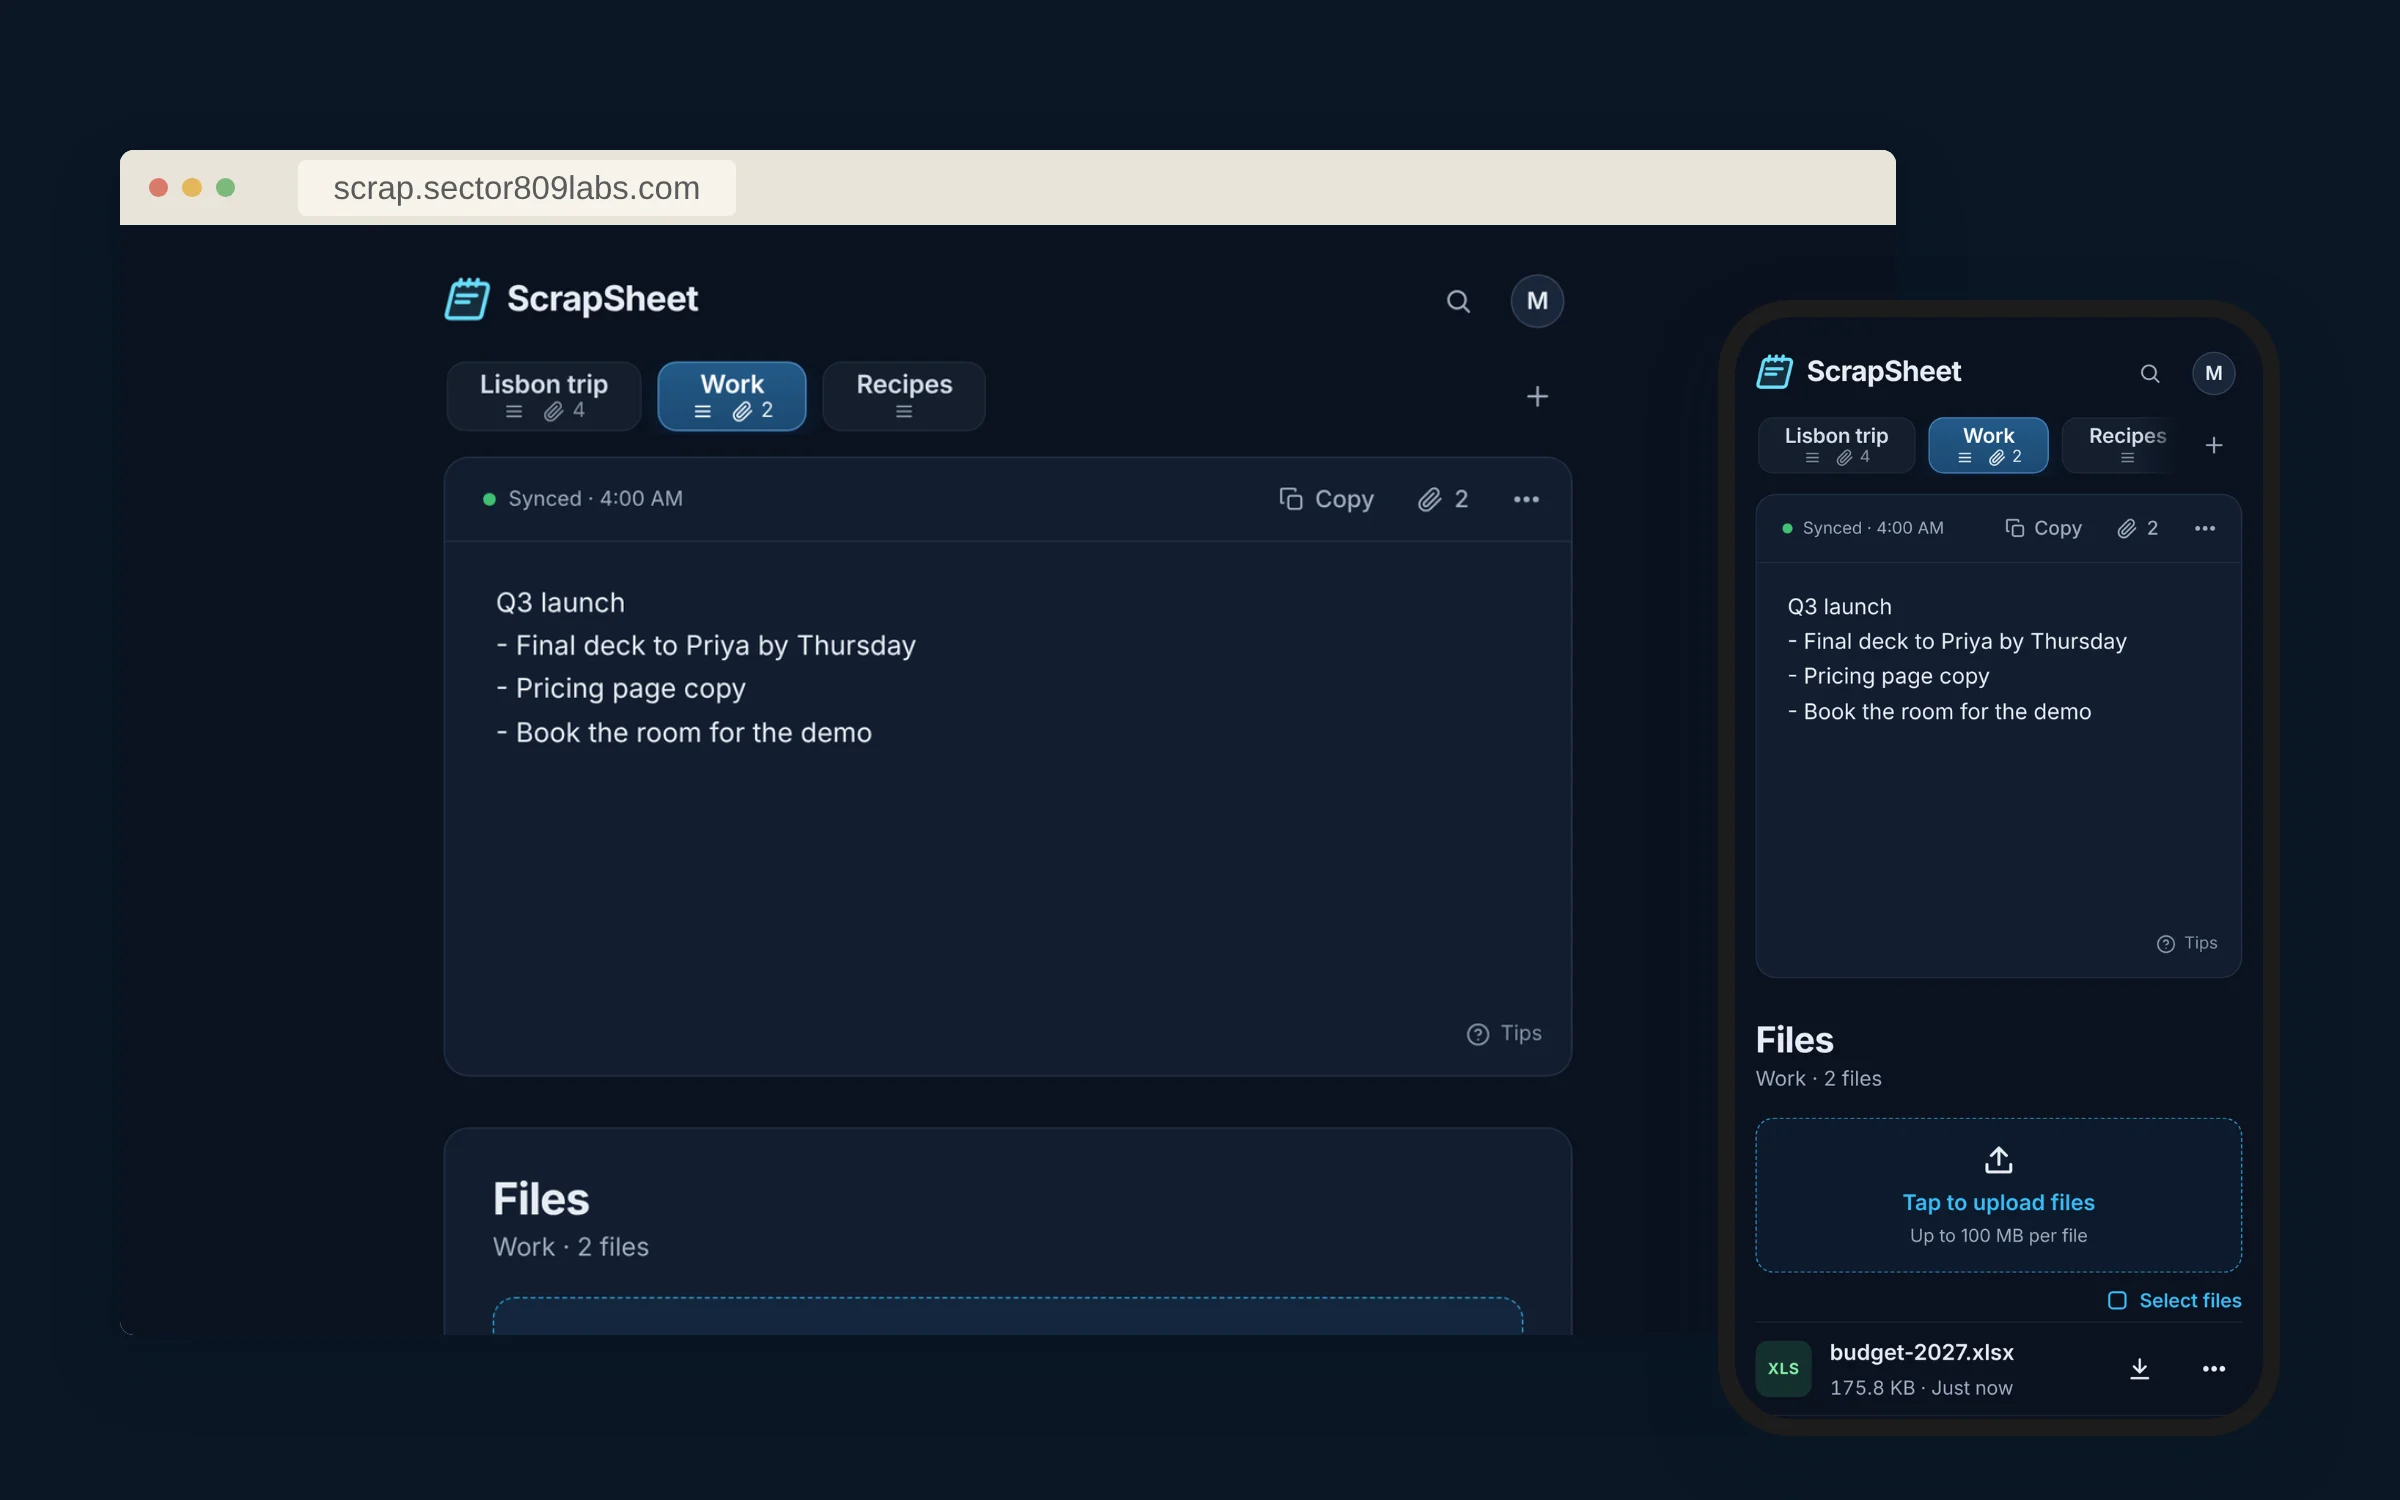 scrap.sector809labs.com
ScrapSheet
M
Lisbon trip
4
Work
2
Recipes
Synced · 4:00 AM
Copy
2
Q3 launch
- Final deck to Priya by Thursday
- Pricing page copy
- Book the room for the demo
Tips
Files
Work · 2 files
ScrapSheet
M
Lisbon trip
4
Work
2
Recipes
Synced · 4:00 AM
Copy
2
Q3 launch
- Final deck to Priya by Thursday
- Pricing page copy
- Book the room for the demo
Tips
Files
Work · 2 files
Tap to upload files
Up to 100 MB per file
Select files
XLS
budget-2027.xlsx
175.8 KB · Just now